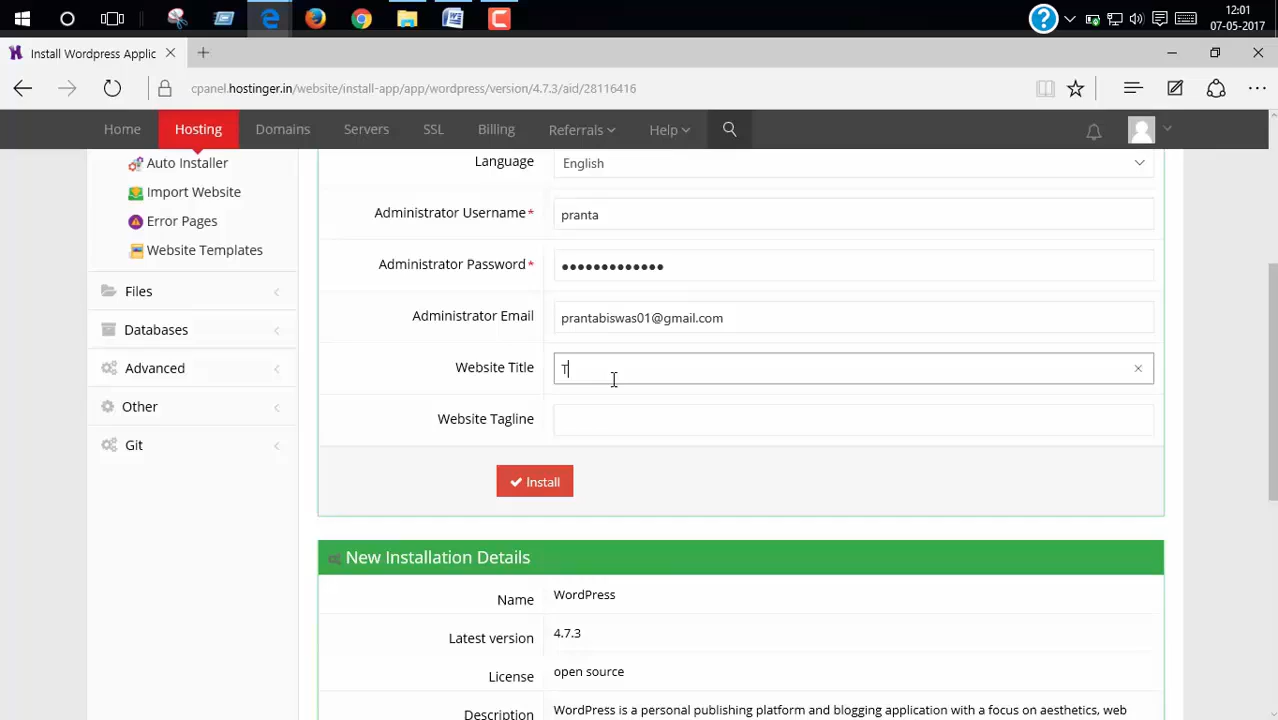 12:01
07-05-2017
Install Wordpress Applic
cpanel.hostinger.in/website/install-app/app/wordpress/version/4.7.3/aid/28116416
Home Hosting Domains Servers SSL Billing Referrals Help
Auto Installer
Import Website
Error Pages
Website Templates
Files
Databases
Advanced
Other
Git
Language English
Administrator Username* pranta
Administrator Password* •••••••••••••
Administrator Email prantabiswas01@gmail.com
Website Title T
Website Tagline
Install
New Installation Details
Name WordPress
Latest version 4.7.3
License open source
Description WordPress is a personal publishing platform and blogging application with a focus on aesthetics, web